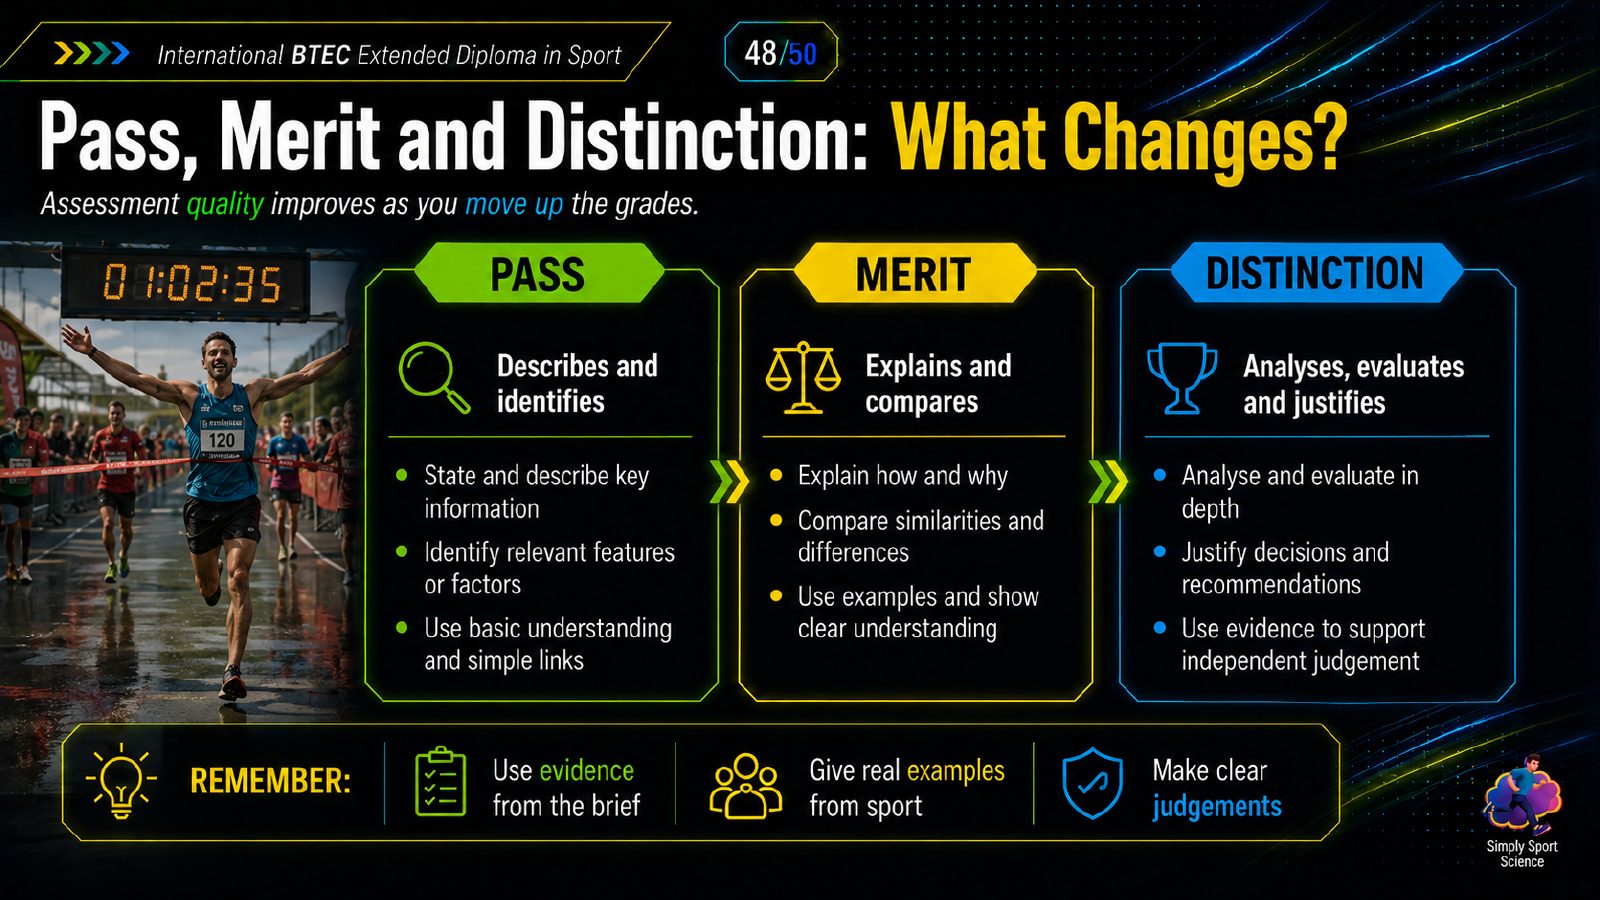 International BTEC Extended Diploma in Sport
48/50
Pass, Merit and Distinction: What Changes?
Assessment quality improves as you move up the grades.
01:02:35
120
PASS
Describes and
identifies
State and describe key
information
Identify relevant features
or factors
Use basic understanding
and simple links
MERIT
Explains and
compares
Explain how and why
Compare similarities and
differences
Use examples and show
clear understanding
DISTINCTION
Analyses, evaluates
and justifies
Analyse and evaluate in
depth
Justify decisions and
recommendations
Use evidence to support
independent judgement
REMEMBER:
Use evidence
from the brief
Give real examples
from sport
Make clear
judgements
Simply Sport
Science